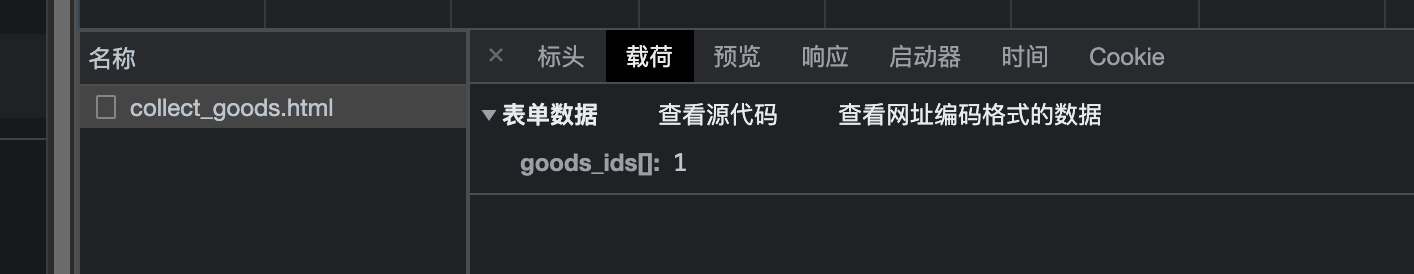 名称
collect_goods.html
× 标头 载荷 预览 响应 启动器 时间 Cookie
▼表单数据 查看源代码 查看网址编码格式的数据
goods_ids[]: 1